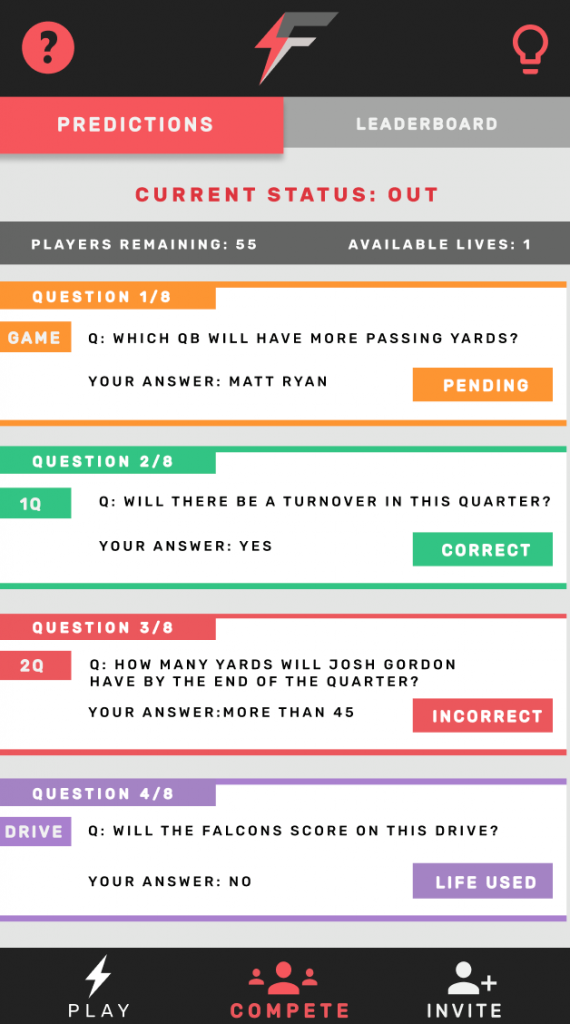 ?
F
PREDICTIONS
LEADERBOARD
CURRENT STATUS: OUT
PLAYERS REMAINING: 55
AVAILABLE LIVES: 1
QUESTION 1/8
GAME
Q: WHICH QB WILL HAVE MORE PASSING YARDS?
YOUR ANSWER: MATT RYAN
PENDING
QUESTION 2/8
1Q
Q: WILL THERE BE A TURNOVER IN THIS QUARTER?
YOUR ANSWER: YES
CORRECT
QUESTION 3/8
2Q
Q: HOW MANY YARDS WILL JOSH GORDON
HAVE BY THE END OF THE QUARTER?
YOUR ANSWER:MORE THAN 45
INCORRECT
QUESTION 4/8
DRIVE
Q: WILL THE FALCONS SCORE ON THIS DRIVE?
YOUR ANSWER: NO
LIFE USED
PLAY
COMPETE
INVITE